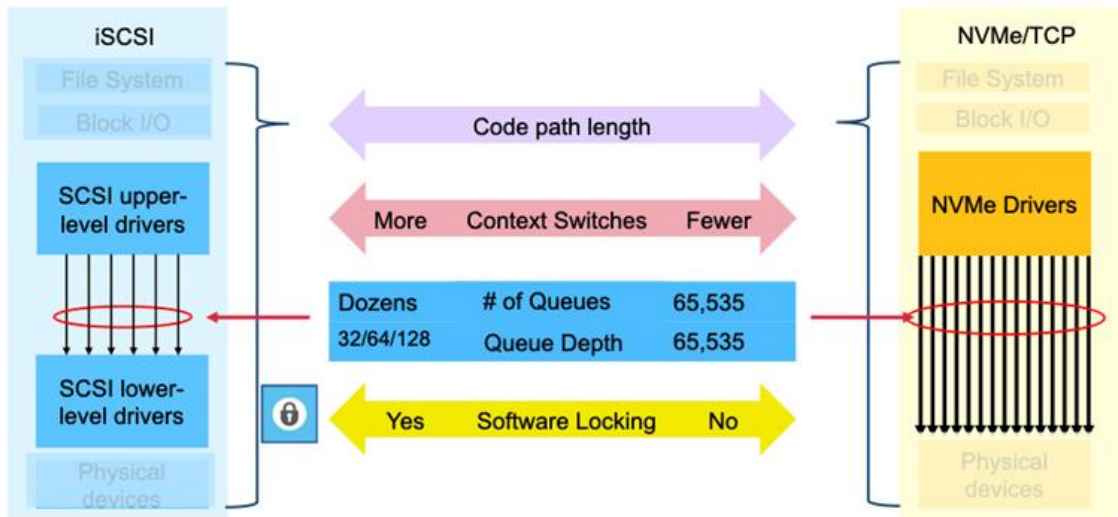 iSCSI
File System
Block I/O
SCSI upper-
level drivers
SCSI lower-
level drivers
Physical
devices
Code path length
More Context Switches Fewer
Dozens # of Queues 65,535
32/64/128 Queue Depth 65,535
Yes Software Locking No
NVMe/TCP
File System
Block I/O
NVMe Drivers
Physical
devices